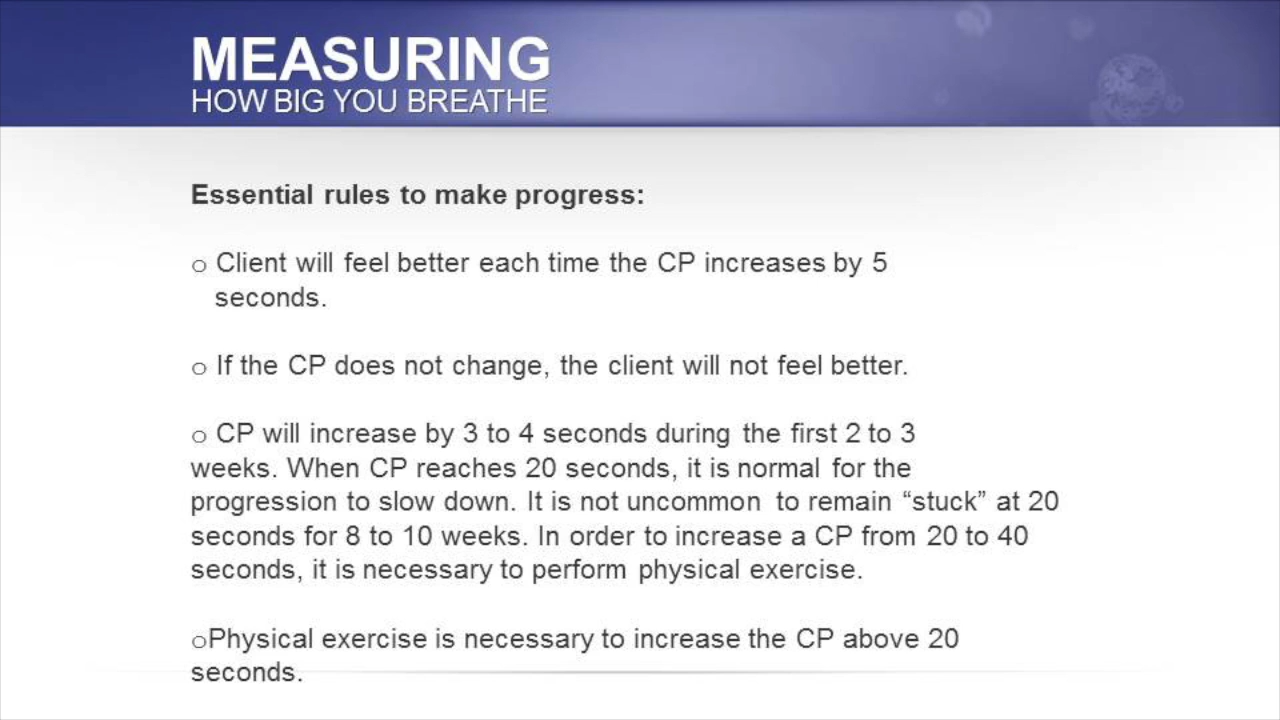 MEASURING
HOW BIG YOU BREATHE
Essential rules to make progress:
o Client will feel better each time the CP increases by 5
seconds.
o If the CP does not change, the client will not feel better.
o CP will increase by 3 to 4 seconds during the first 2 to 3
weeks. When CP reaches 20 seconds, it is normal for the
progression to slow down. It is not uncommon to remain “stuck” at 20
seconds for 8 to 10 weeks. In order to increase a CP from 20 to 40
seconds, it is necessary to perform physical exercise.
oPhysical exercise is necessary to increase the CP above 20
seconds.